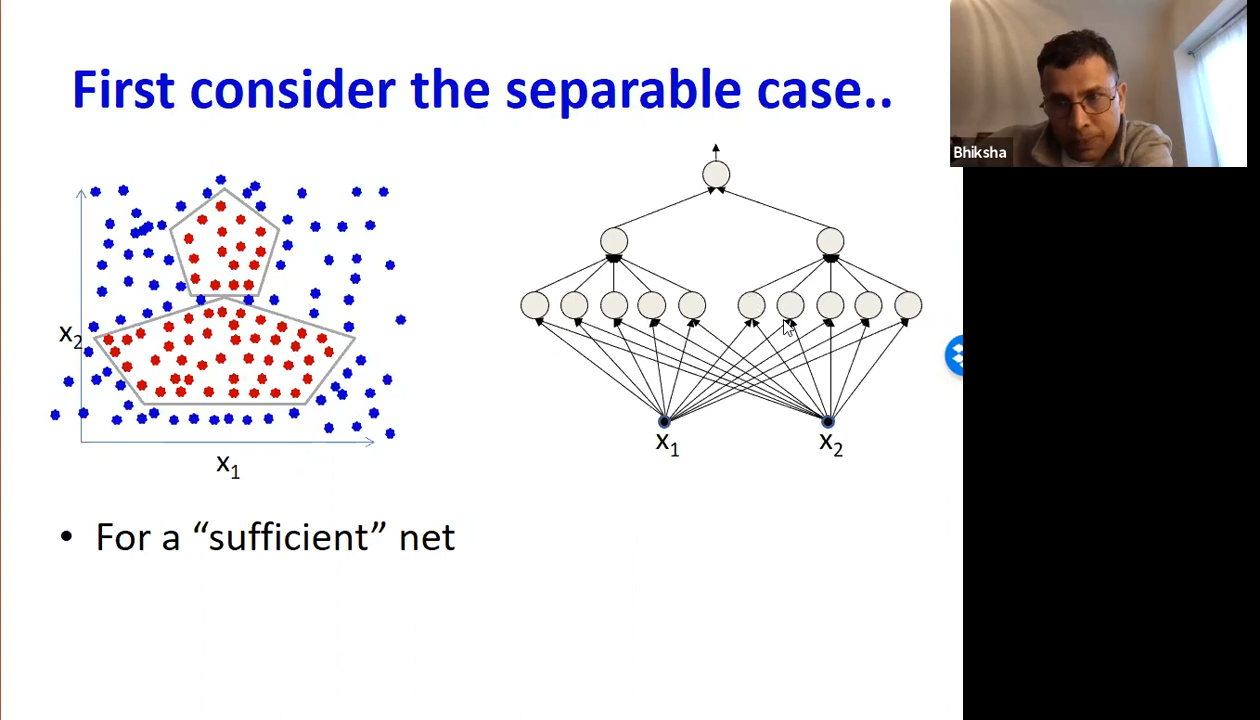 First consider the separable case..
Bhiksha
x2
x1
x1
x2
• For a “sufficient” net